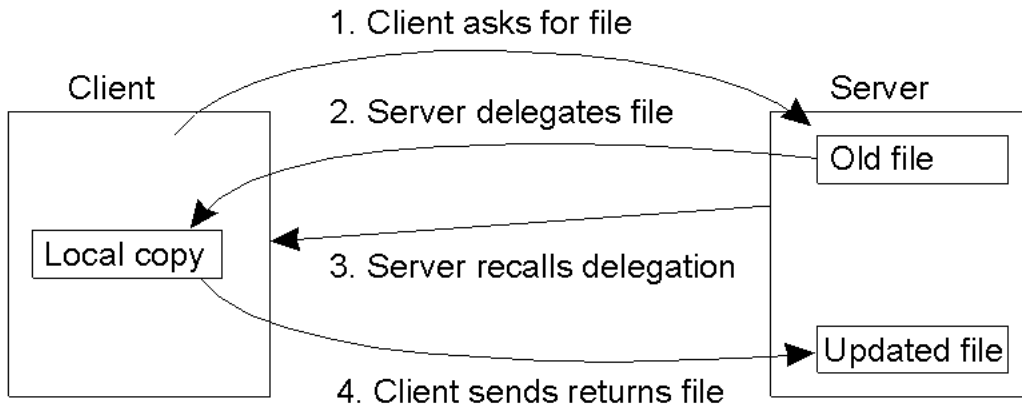 1. Client asks for file
Client
Server
2. Server delegates file
Old file
Local copy
3. Server recalls delegation
Updated file
4. Client sends returns file